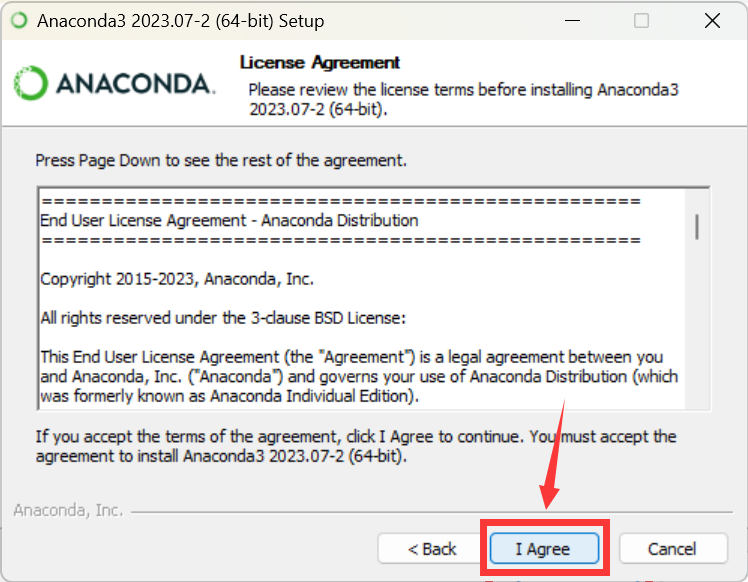 Anaconda3 2023.07-2 (64-bit) Setup
License Agreement
ANACONDA.
Please review the license terms before installing Anaconda3
2023.07-2 (64-bit).
Press Page Down to see the rest of the agreement.
====================================================
End User License Agreement - Anaconda Distribution
====================================================
Copyright 2015-2023, Anaconda, Inc.
All rights reserved under the 3-clause BSD License:
This End User License Agreement (the "Agreement") is a legal agreement between you
and Anaconda, Inc. ("Anaconda") and governs your use of Anaconda Distribution (which
was formerly known as Anaconda Individual Edition).
If you accept the terms of the agreement, click I Agree to continue. You must accept the
agreement to install Anaconda3 2023.07-2 (64-bit).
Anaconda, Inc.
< Back
I Agree
Cancel